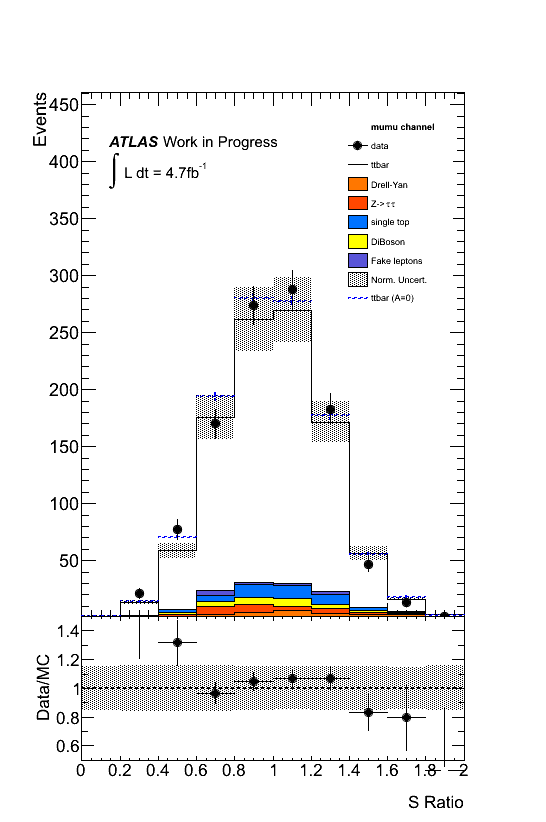 Events
450
400
350
300
250
200
150
100
50
ATLAS Work in Progress
∫ L dt = 4.7fb⁻¹
mumu channel
data
ttbar
Drell-Yan
Z->ττ
single top
DiBoson
Fake leptons
Norm. Uncert.
ttbar (A=0)
Data/MC
1.4
1.2
1
0.8
0.6
0 0.2 0.4 0.6 0.8 1 1.2 1.4 1.6 1.8 2
S Ratio